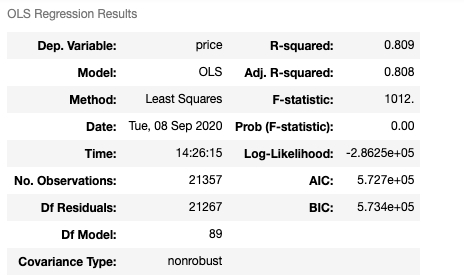 OLS Regression Results
Dep. Variable: price R-squared: 0.809
Model: OLS Adj. R-squared: 0.808
Method: Least Squares F-statistic: 1012.
Date: Tue, 08 Sep 2020 Prob (F-statistic): 0.00
Time: 14:26:15 Log-Likelihood: -2.8625e+05
No. Observations: 21357 AIC: 5.727e+05
Df Residuals: 21267 BIC: 5.734e+05
Df Model: 89
Covariance Type: nonrobust